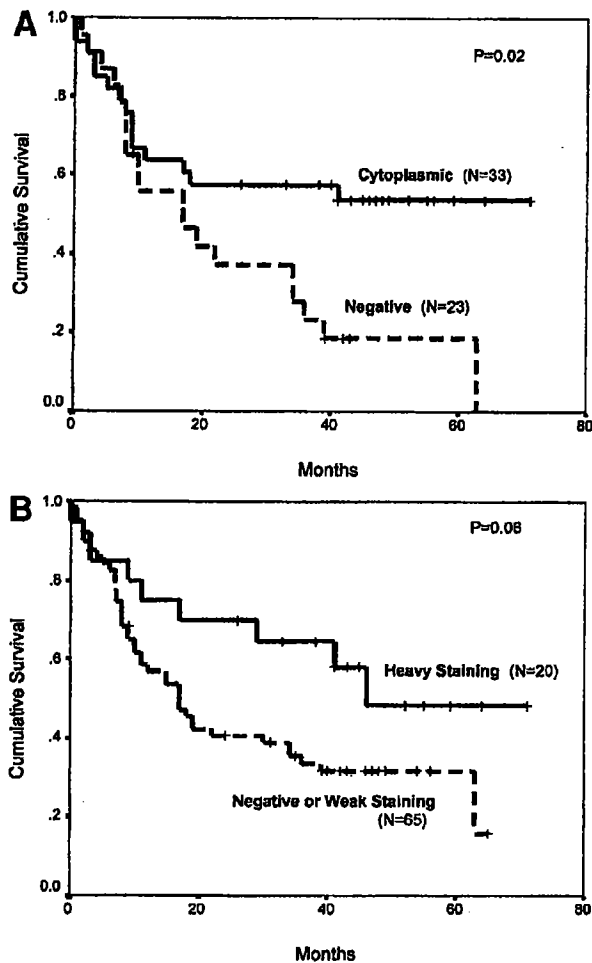 A
P=0.02
Cumulative Survival
1.0
.8
.6
.4
.2
0.0
Cytoplasmic (N=33)
Negative (N=23)
0 20 40 60 80
Months
B
P=0.06
Cumulative Survival
1.0
.8
.6
.4
.2
0.0
Heavy Staining (N=20)
Negative or Weak Staining
(N=65)
0 20 40 60 80
Months